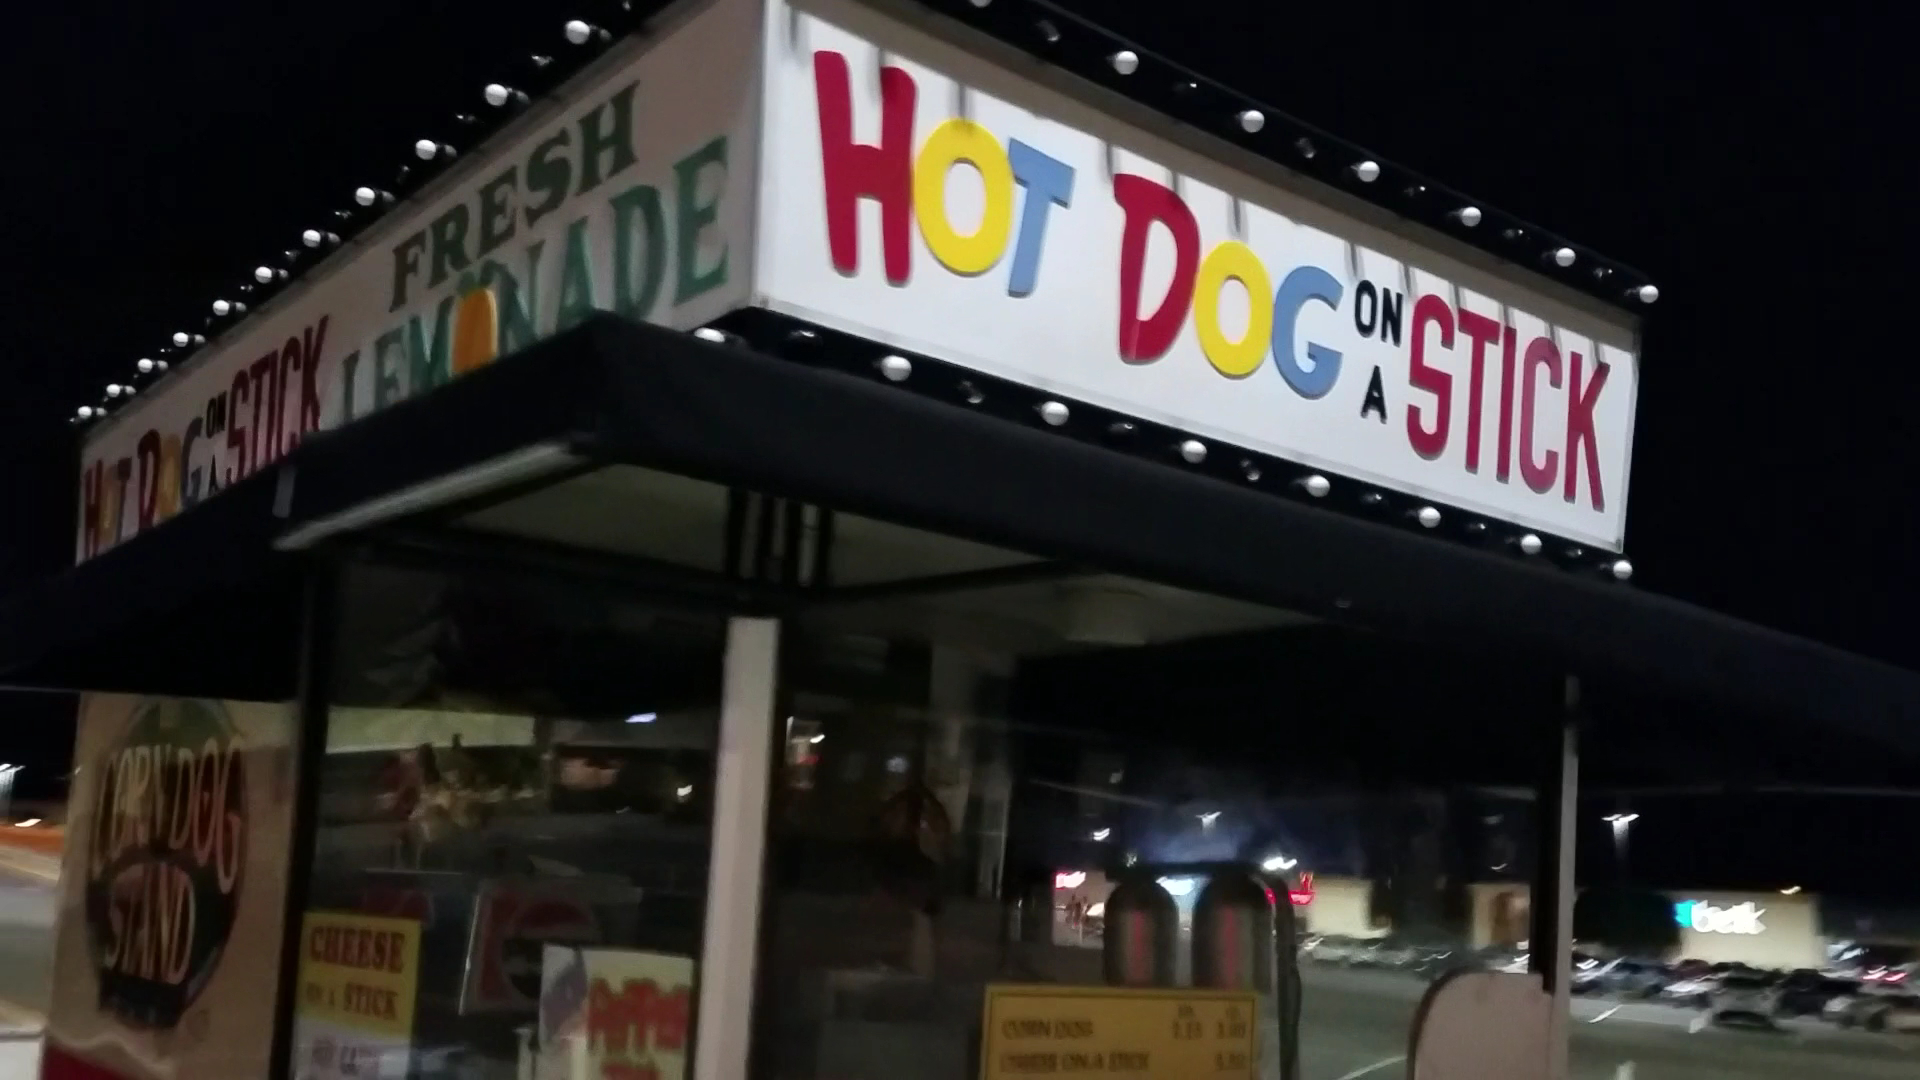 FRESH
LEMONADE
HOT DOG ON A STICK
HOT DOG ON A STICK
CORN DOG
STAND
CHEESE
ON A STICK
CORN DOG
CHEESE ON A STICK
belk